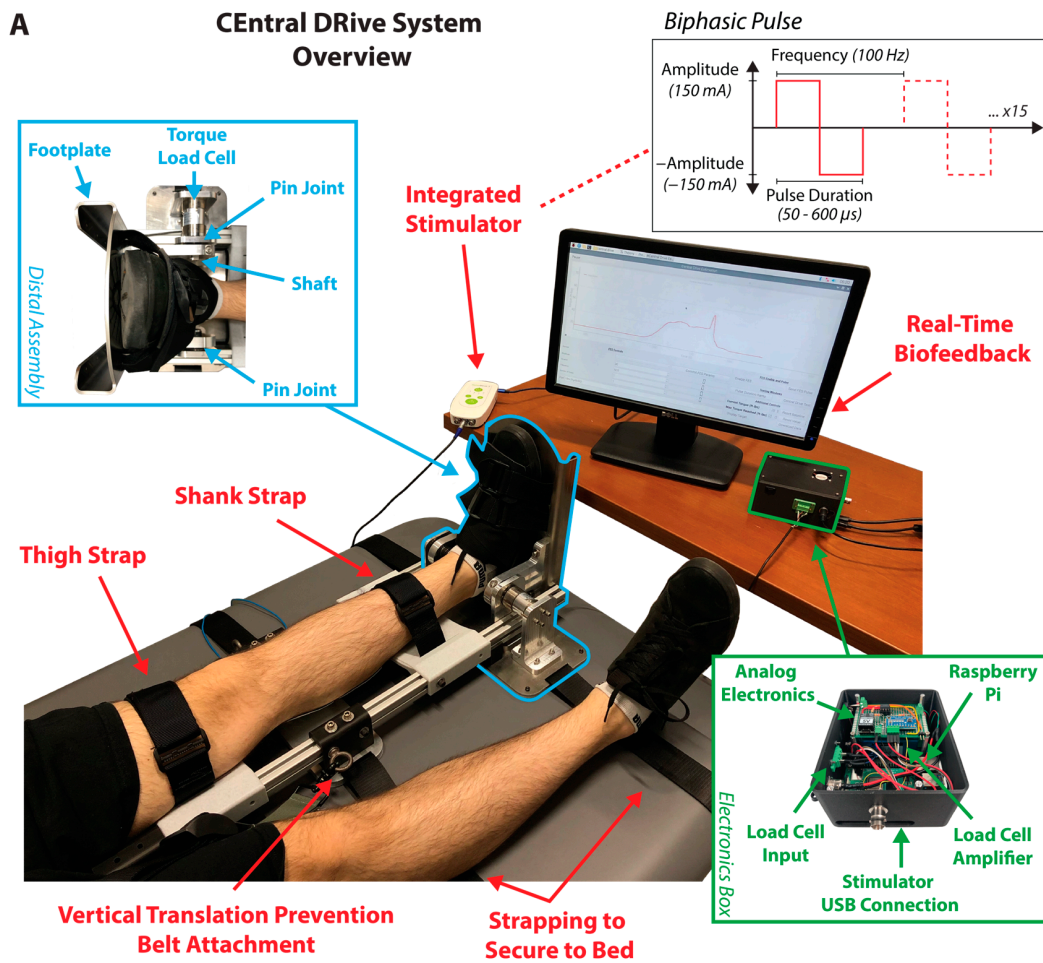 A
CEntral DRive System
Overview
Biphasic Pulse
Frequency (100 Hz)
Amplitude
(150 mA)
... x15
−Amplitude
(−150 mA)
Pulse Duration
(50 - 600 µs)
Footplate
Torque
Load Cell
Pin Joint
Shaft
Pin Joint
Distal Assembly
Integrated
Stimulator
Real-Time
Biofeedback
DELL
Shank Strap
Thigh Strap
Analog
Electronics
Raspberry
Pi
Load Cell
Input
Load Cell
Amplifier
Stimulator
USB Connection
Electronics Box
Vertical Translation Prevention
Belt Attachment
Strapping to
Secure to Bed